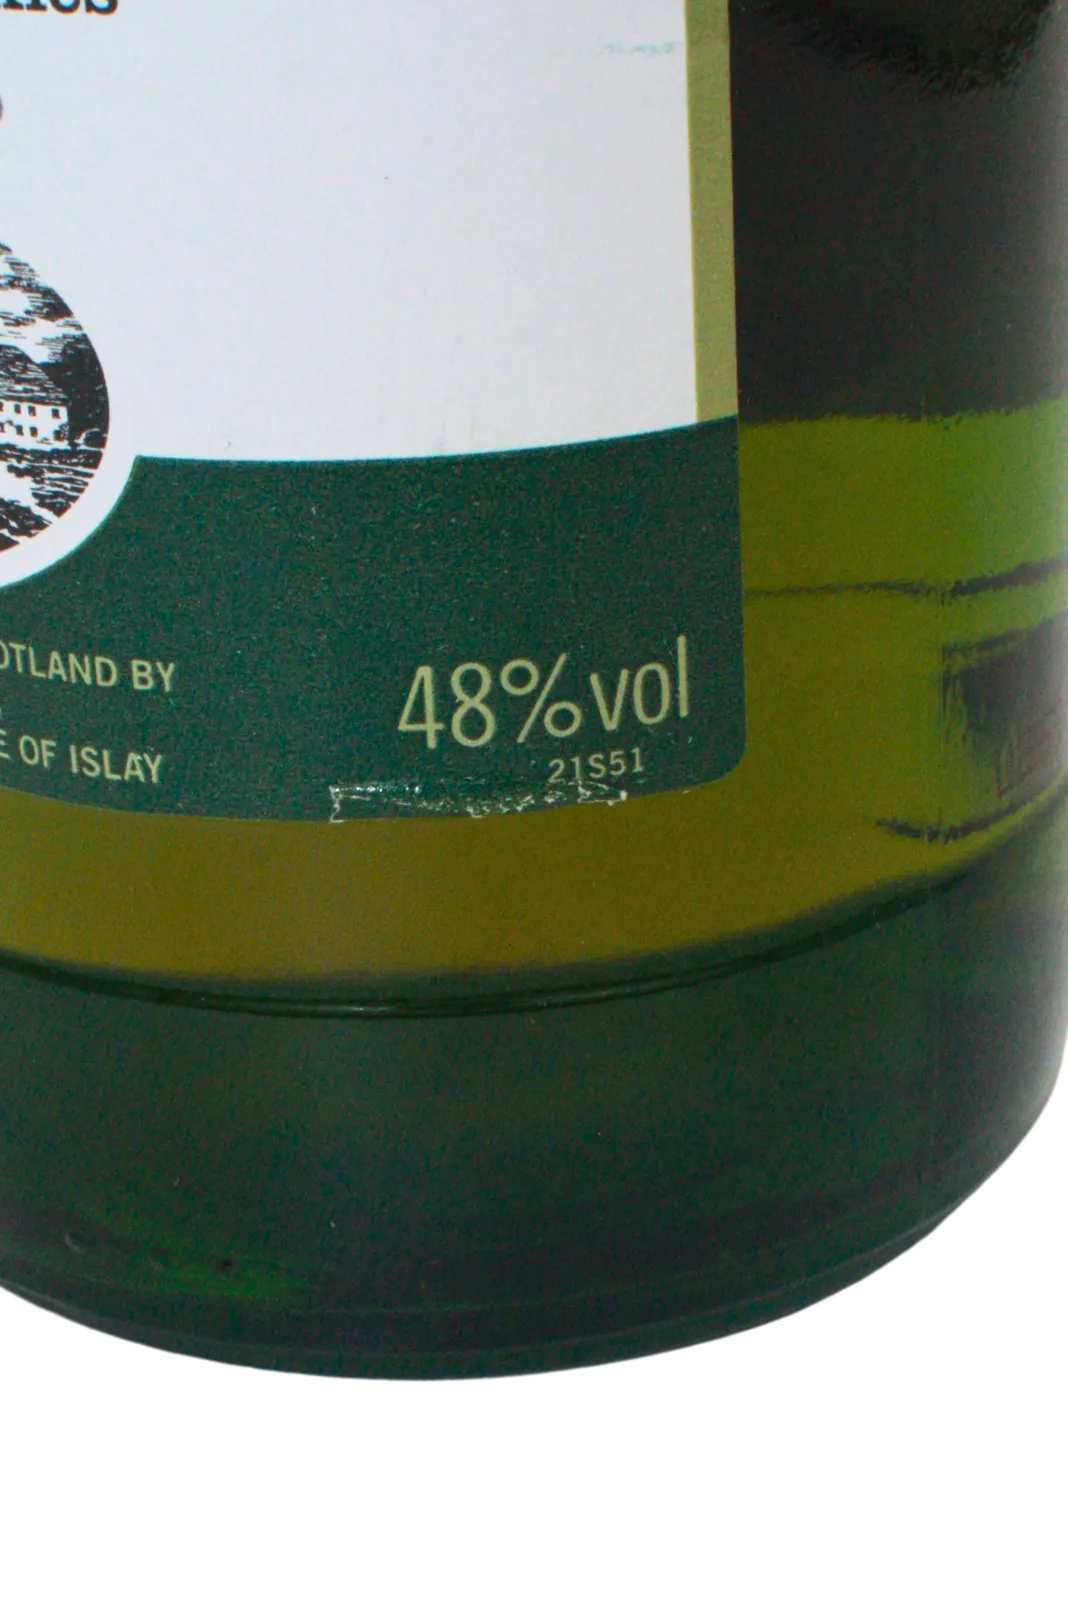 OTLAND BY
E OF ISLAY
48%vol
21S51